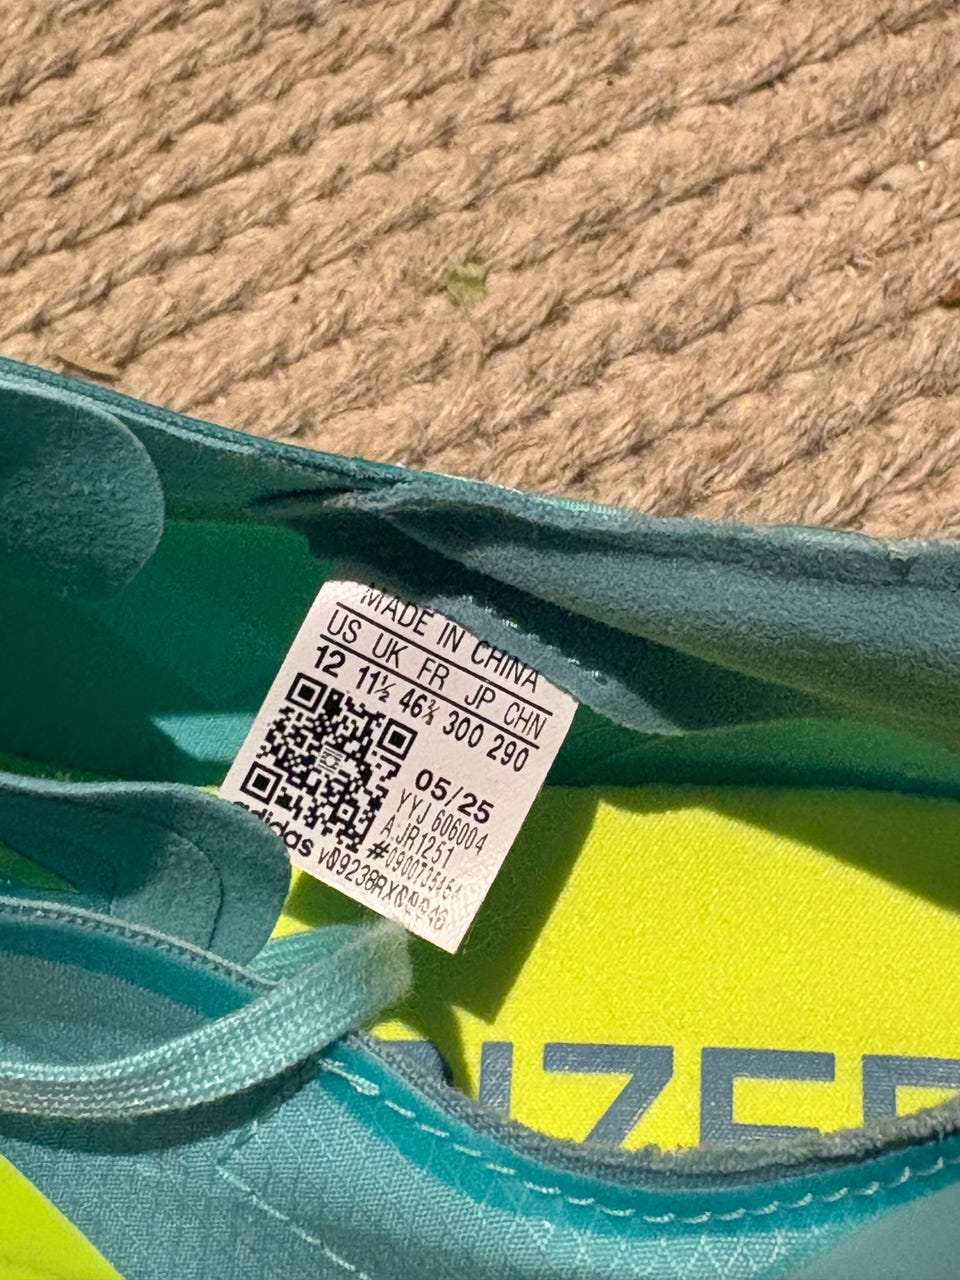 MADE IN CHINA
US UK FR JP CHN
12 11½ 46⅔ 300 290
05/25
YYJ 606004
AJR1251
adidas
IZE